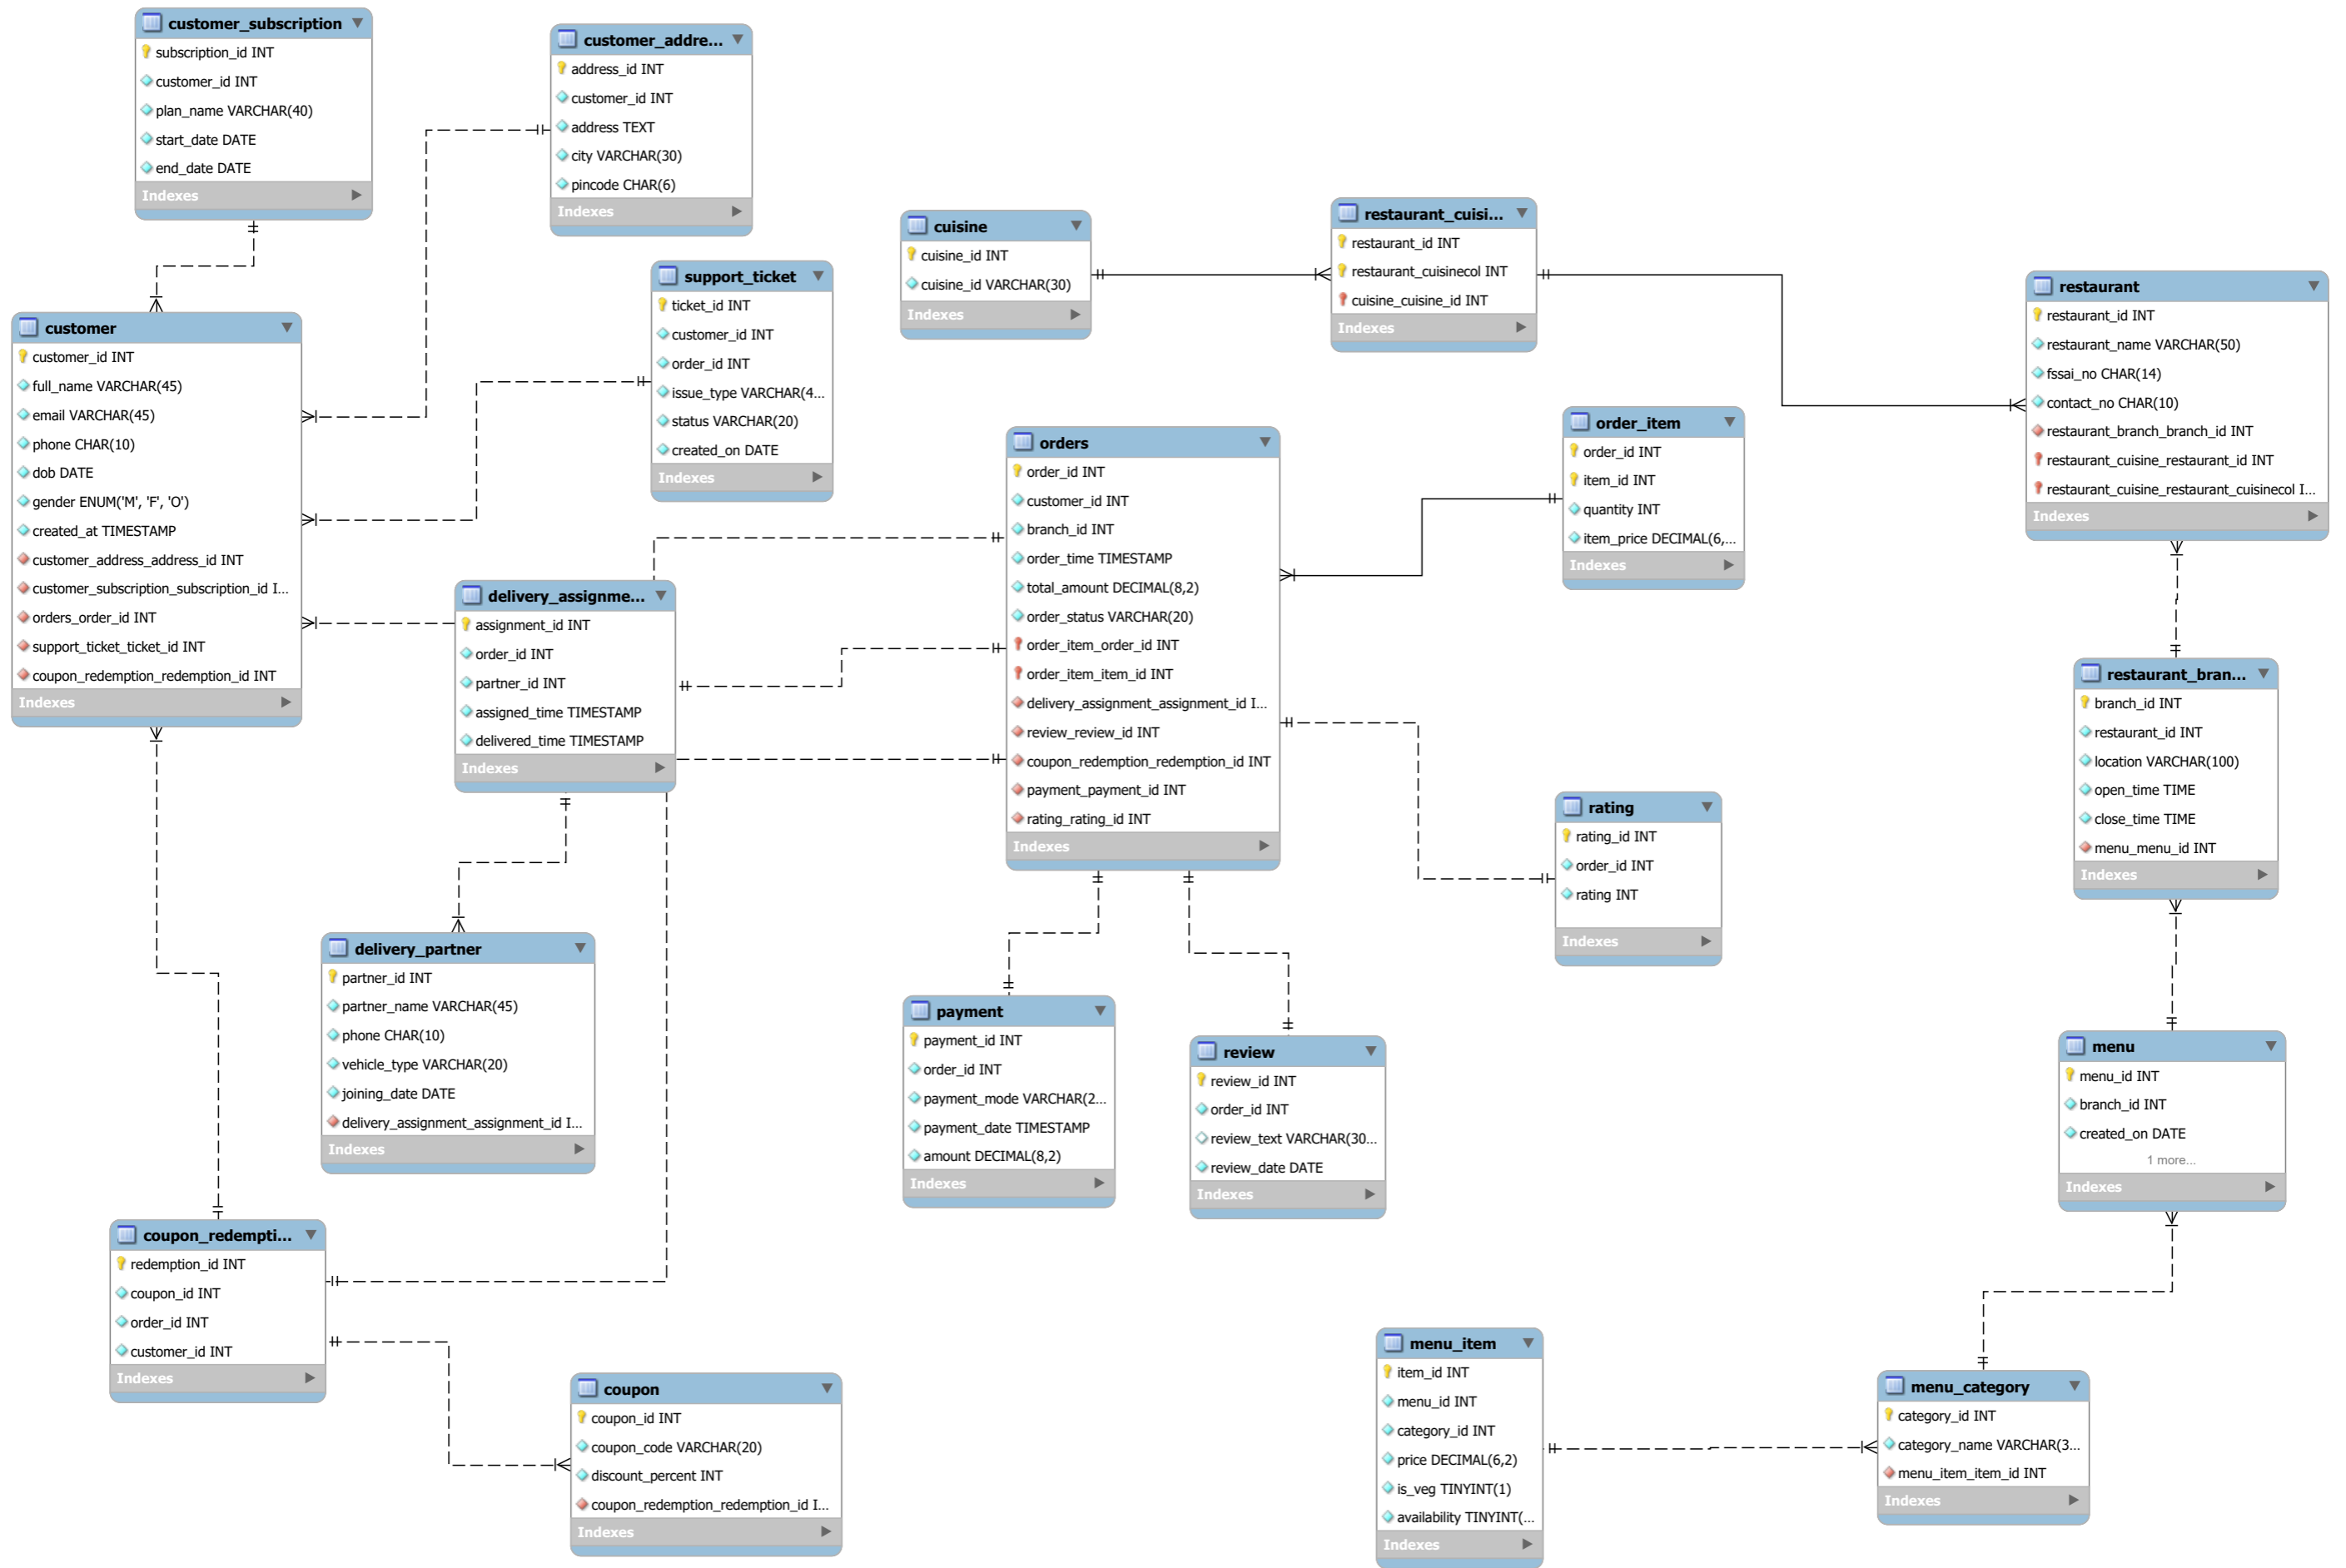 customer_subscription
subscription_id INT
customer_id INT
plan_name VARCHAR(40)
start_date DATE
end_date DATE
Indexes
customer_addre...
address_id INT
customer_id INT
address TEXT
city VARCHAR(30)
pincode CHAR(6)
Indexes
support_ticket
ticket_id INT
customer_id INT
order_id INT
issue_type VARCHAR(4...
status VARCHAR(20)
created_on DATE
Indexes
customer
customer_id INT
full_name VARCHAR(45)
email VARCHAR(45)
phone CHAR(10)
dob DATE
gender ENUM('M', 'F', 'O')
created_at TIMESTAMP
customer_address_address_id INT
customer_subscription_subscription_id I...
orders_order_id INT
support_ticket_ticket_id INT
coupon_redemption_redemption_id INT
Indexes
cuisine
cuisine_id INT
cuisine_id VARCHAR(30)
Indexes
restaurant_cuisi...
restaurant_id INT
restaurant_cuisinecol INT
cuisine_cuisine_id INT
Indexes
restaurant
restaurant_id INT
restaurant_name VARCHAR(50)
fssai_no CHAR(14)
contact_no CHAR(10)
restaurant_branch_branch_id INT
restaurant_cuisine_restaurant_id INT
restaurant_cuisine_restaurant_cuisinecol I...
Indexes
orders
order_id INT
customer_id INT
branch_id INT
order_time TIMESTAMP
total_amount DECIMAL(8,2)
order_status VARCHAR(20)
order_item_order_id INT
order_item_item_id INT
delivery_assignment_assignment_id I...
review_review_id INT
coupon_redemption_redemption_id INT
payment_payment_id INT
rating_rating_id INT
Indexes
order_item
order_id INT
item_id INT
quantity INT
item_price DECIMAL(6,...
Indexes
delivery_assignme...
assignment_id INT
order_id INT
partner_id INT
assigned_time TIMESTAMP
delivered_time TIMESTAMP
Indexes
restaurant_bran...
branch_id INT
restaurant_id INT
location VARCHAR(100)
open_time TIME
close_time TIME
menu_menu_id INT
Indexes
rating
rating_id INT
order_id INT
rating INT
Indexes
delivery_partner
partner_id INT
partner_name VARCHAR(45)
phone CHAR(10)
vehicle_type VARCHAR(20)
joining_date DATE
delivery_assignment_assignment_id I...
Indexes
payment
payment_id INT
order_id INT
payment_mode VARCHAR(2...
payment_date TIMESTAMP
amount DECIMAL(8,2)
Indexes
review
review_id INT
order_id INT
review_text VARCHAR(30...
review_date DATE
Indexes
menu
menu_id INT
branch_id INT
created_on DATE
1 more...
Indexes
coupon_redempti...
redemption_id INT
coupon_id INT
order_id INT
customer_id INT
Indexes
coupon
coupon_id INT
coupon_code VARCHAR(20)
discount_percent INT
coupon_redemption_redemption_id I...
Indexes
menu_item
item_id INT
menu_id INT
category_id INT
price DECIMAL(6,2)
is_veg TINYINT(1)
availability TINYINT(...
Indexes
menu_category
category_id INT
category_name VARCHAR(3...
menu_item_item_id INT
Indexes